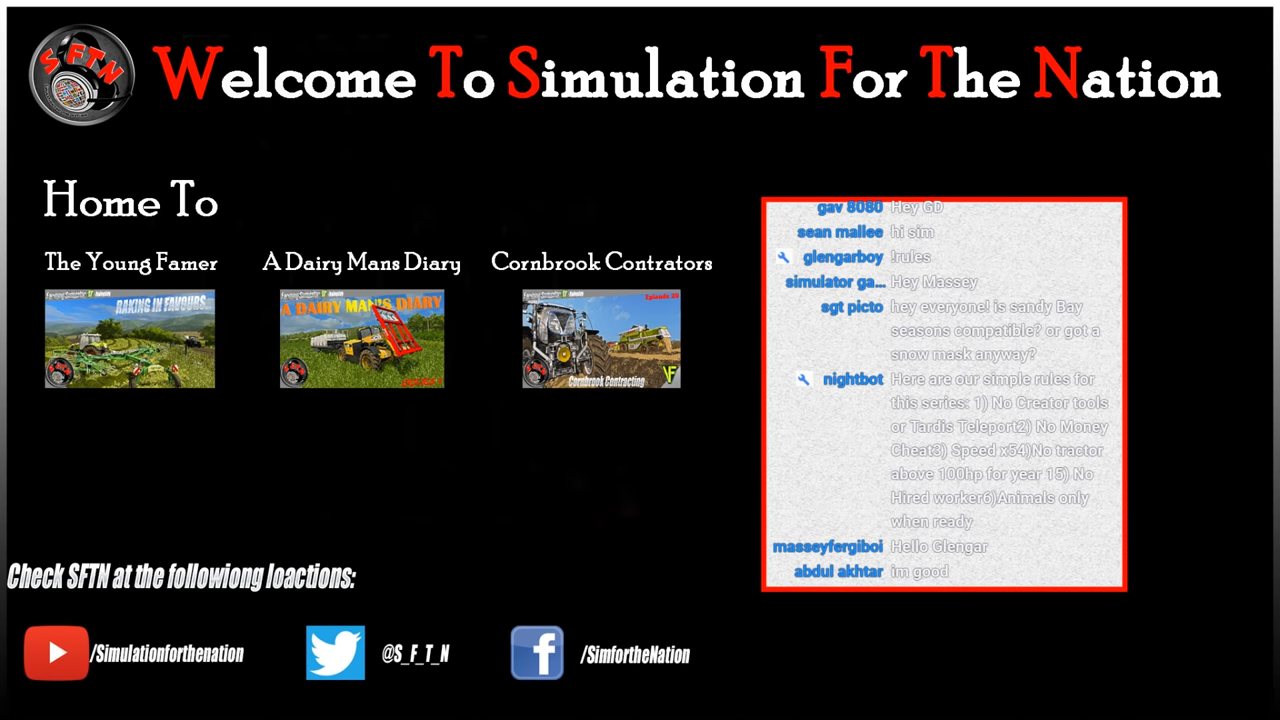 SFTN
Welcome To Simulation For The Nation
Home To
The Young Famer
A Dairy Mans Diary
Cornbrook Contrators
RAKING IN FAVOURS..
A DAIRY MAN'S DIARY
Episode 29
Cornbrook Contracting
gav 8080 Hey GD
sean mallee hi sim
glengarboy !rules
simulator ga... Hey Massey
sgt picto hey everyone! is sandy Bay
seasons compatible? or got a
snow mask anyway?
nightbot Here are our simple rules for
this series: 1) No Creator tools
or Tardis Teleport2) No Money
Cheat3) Speed x54)No tractor
above 100hp for year 15) No
Hired worker6)Animals only
when ready
masseyfergiboi Hello Glengar
abdul akhtar im good
Check SFTN at the followiong loactions:
/Simulationforthenation
@S_F_T_N
/SimfortheNation